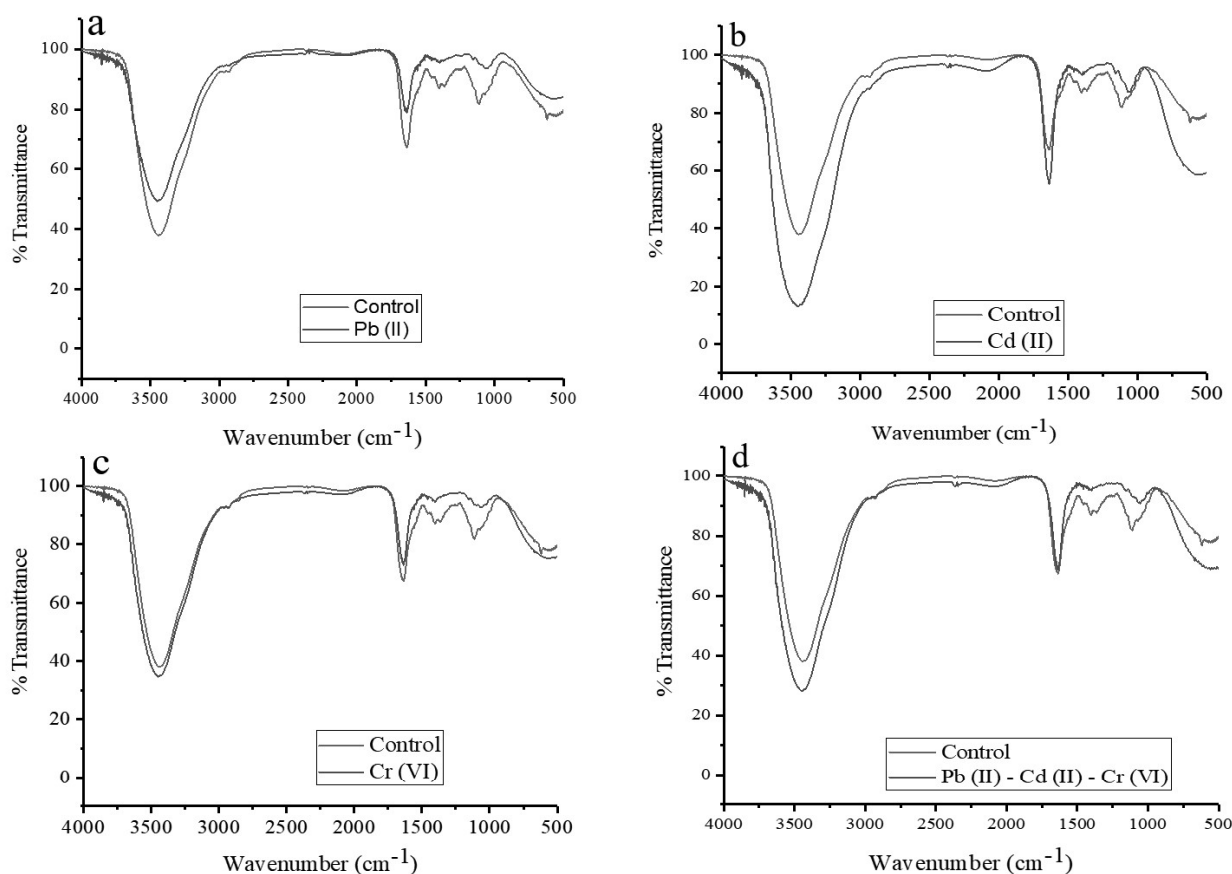 a
100
80
60
40
20
0
% Transmittance
Control
Pb (II)
4000 3500 3000 2500 2000 1500 1000 500
Wavenumber (cm-1)
b
100
80
60
40
20
0
% Transmittance
Control
Cd (II)
4000 3500 3000 2500 2000 1500 1000 500
Wavenumber (cm-1)
c
100
80
60
40
20
0
% Transmittance
Control
Cr (VI)
4000 3500 3000 2500 2000 1500 1000 500
Wavenumber (cm-1)
d
100
80
60
40
20
0
% Transmittance
Control
Pb (II) - Cd (II) - Cr (VI)
4000 3500 3000 2500 2000 1500 1000 500
Wavenumber (cm-1)